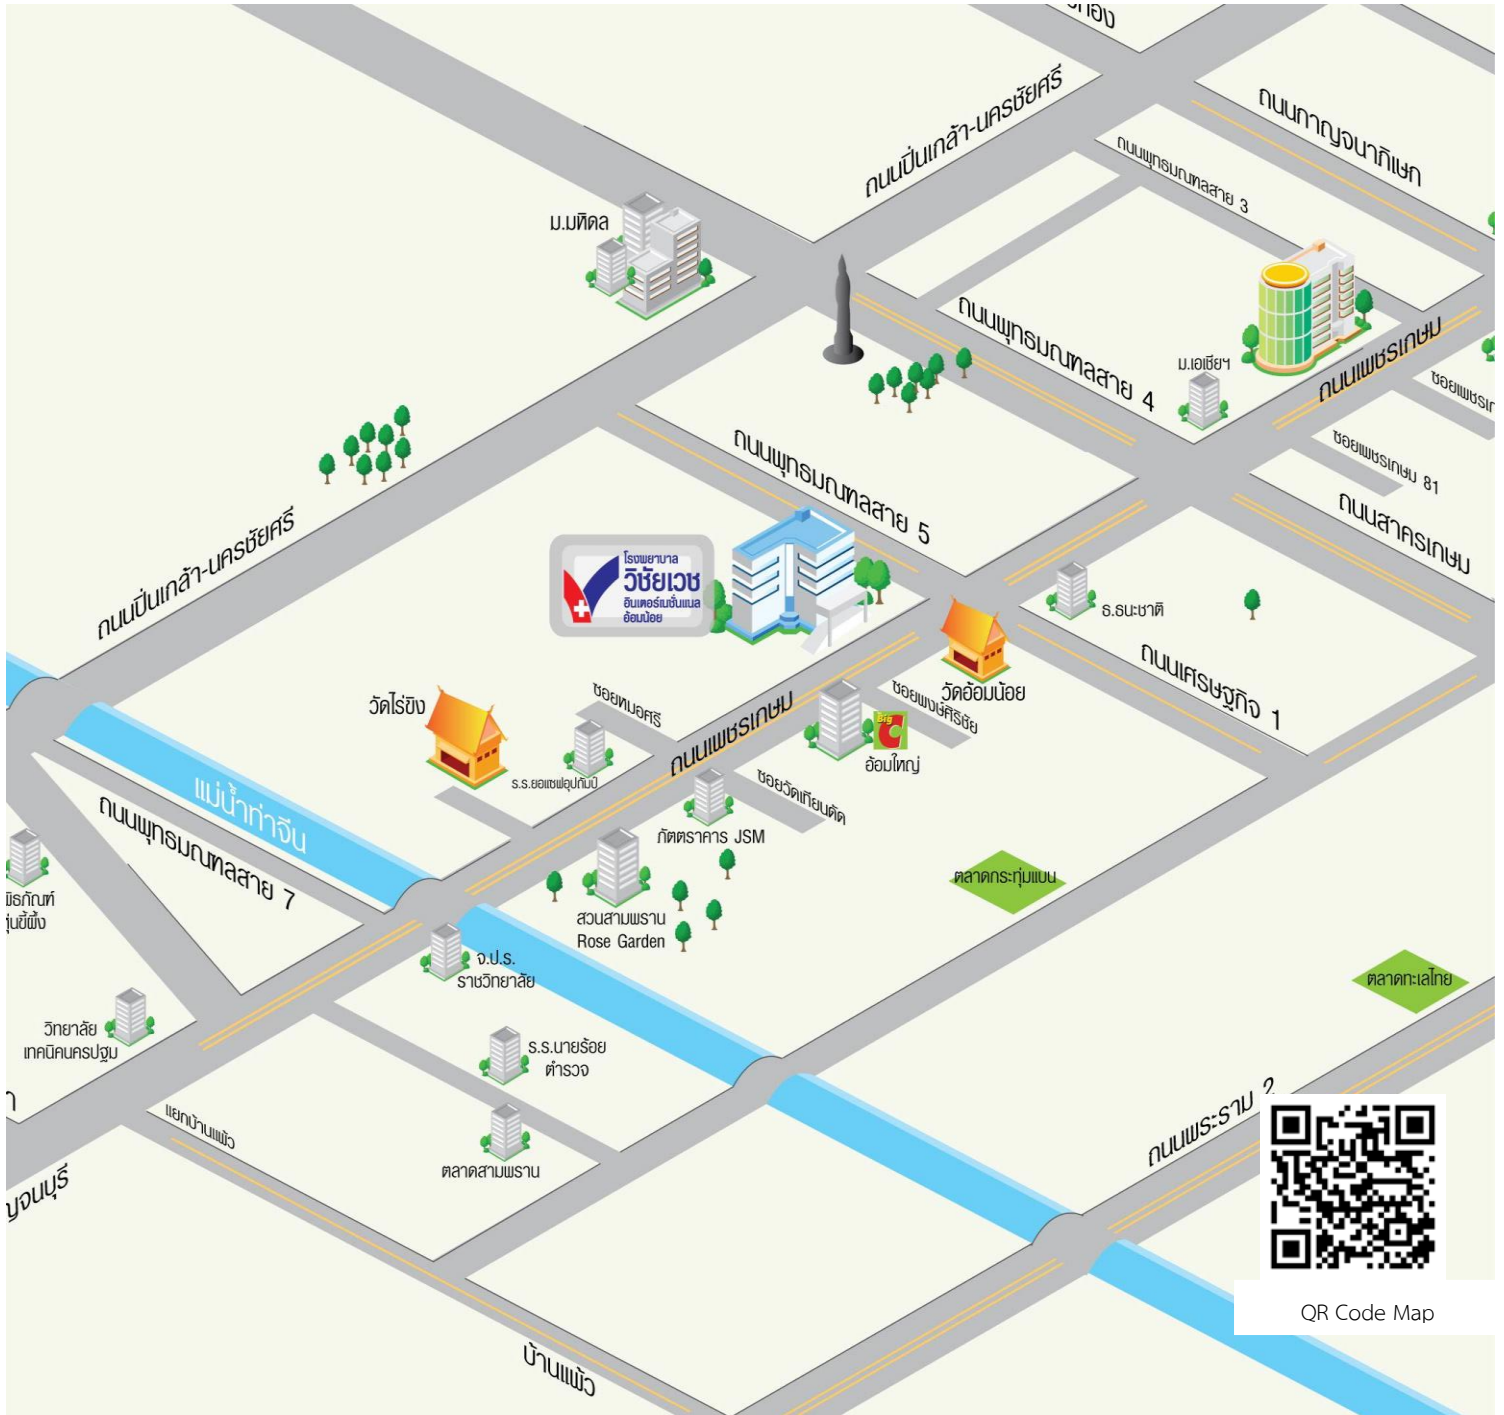 ถนนปิ่นเกล้า-นครชัยศรี
ถนนกาญจนาภิเษก
ถนนพุทธมณฑลสาย 3
ม.มหิดล
ถนนพุทธมณฑลสาย 4
ถนนเพชรเกษม
ม.เอเชียฯ
ซอยเพชรเกษม 81
ถนนสาครเกษม
ถนนพุทธมณฑลสาย 5
ถนนปิ่นเกล้า-นครชัยศรี
โรงพยาบาล
วิชัยเวช
อินเตอร์เนชั่นแนล
อ้อมน้อย
ธ.ธนะชาติ
ถนนเศรษฐกิจ 1
วัดอ้อมน้อย
ซอยพงษ์ศิริชัย
วัดไร่ขิง
ซอยหมอศรี
ถนนเพชรเกษม
Big C
อ้อมใหญ่
ร.ร.ยอแซฟอุปถัมป์
ซอยวัดเทียนดัด
แม่น้ำท่าจีน
ถนนพุทธมณฑลสาย 7
ภัตตราคาร JSM
ตลาดกระทุ่มแบน
สวนสามพราน
Rose Garden
จ.ป.ร.
ราชวิทยาลัย
ตลาดทะเลไทย
วิทยาลัย
เทคนิคนครปฐม
ร.ร.นายร้อย
ตำรวจ
แยกบ้านแพ้ว
ตลาดสามพราน
ถนนพระราม 2
บ้านแพ้ว
QR Code Map